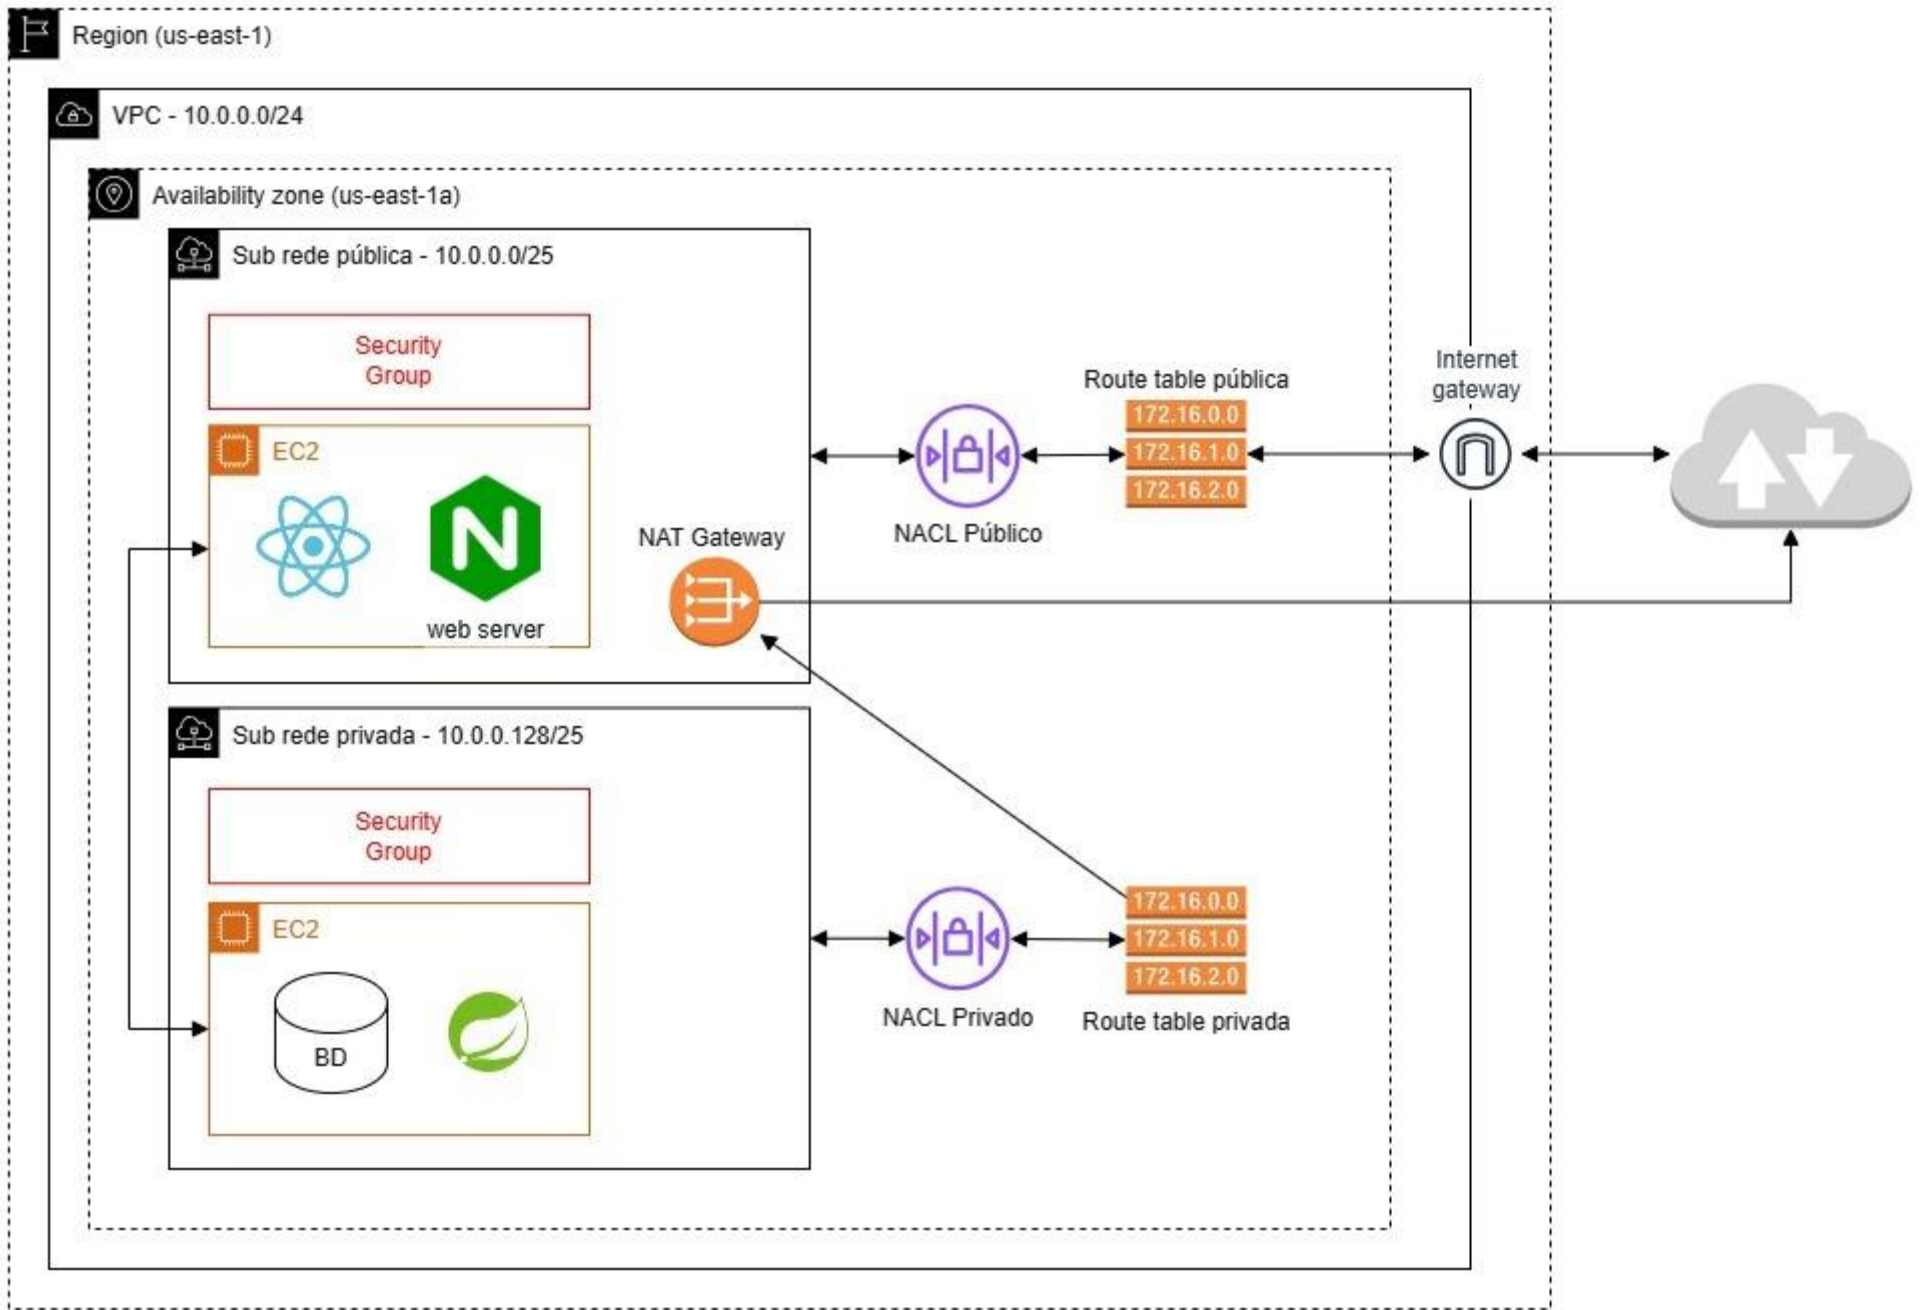 Region (us-east-1)
VPC - 10.0.0.0/24
Availability zone (us-east-1a)
Sub rede pública - 10.0.0.0/25
Security
Group
EC2
N
web server
NAT Gateway
NACL Público
Route table pública
172.16.0.0
172.16.1.0
172.16.2.0
Internet
gateway
Sub rede privada - 10.0.0.128/25
Security
Group
EC2
BD
NACL Privado
172.16.0.0
172.16.1.0
172.16.2.0
Route table privada